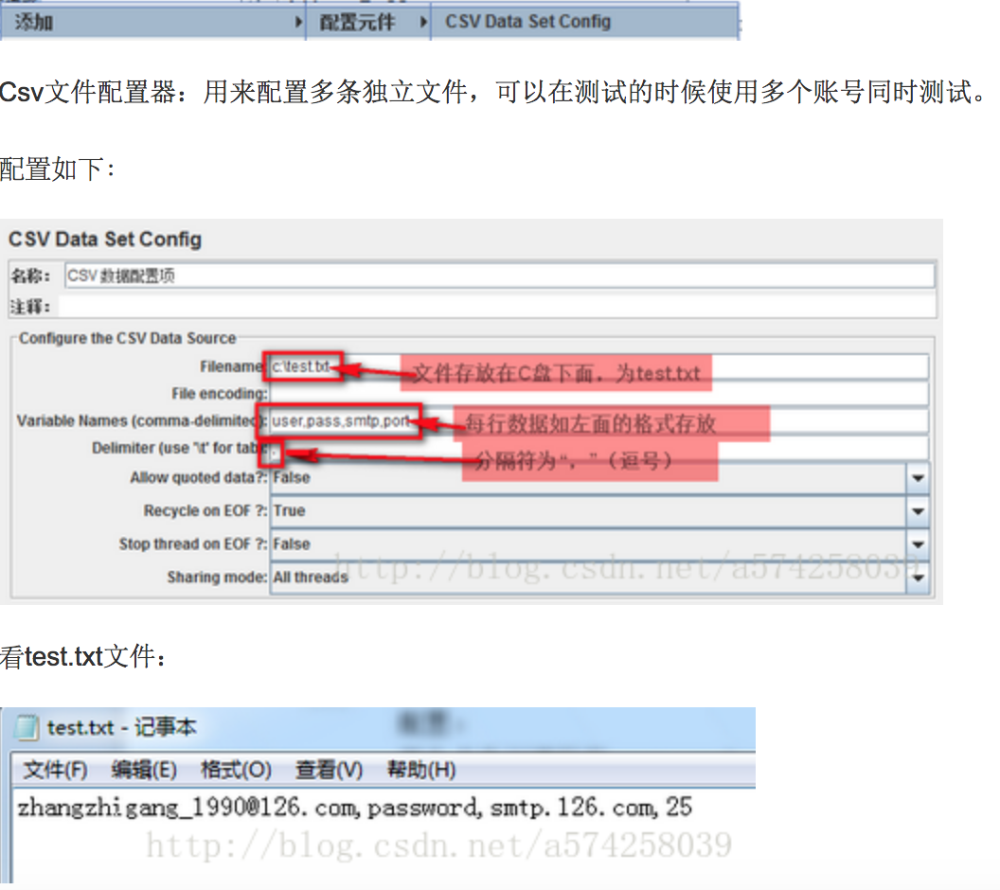 添加 配置元件 CSV Data Set Config
Csv文件配置器：用来配置多条独立文件，可以在测试的时候使用多个账号同时测试。
配置如下：
CSV Data Set Config
名称： CSV 数据配置项
注释：
Configure the CSV Data Source
Filename: c:\test.txt 文件存放在C盘下面，为test.txt
File encoding:
Variable Names (comma-delimited): user,pass,smtp,port 每行数据如左面的格式存放
Delimiter (use '\t' for tab): , 分隔符为“，”（逗号）
Allow quoted data?: False
Recycle on EOF ?: True
Stop thread on EOF ?: False
http://blog.csdn.net/a574258039
Sharing mode: All threads
看test.txt文件：
test.txt - 记事本
文件(F) 编辑(E) 格式(O) 查看(V) 帮助(H)
zhangzhigang_1990@126.com,password,smtp.126.com,25
http://blog.csdn.net/a574258039